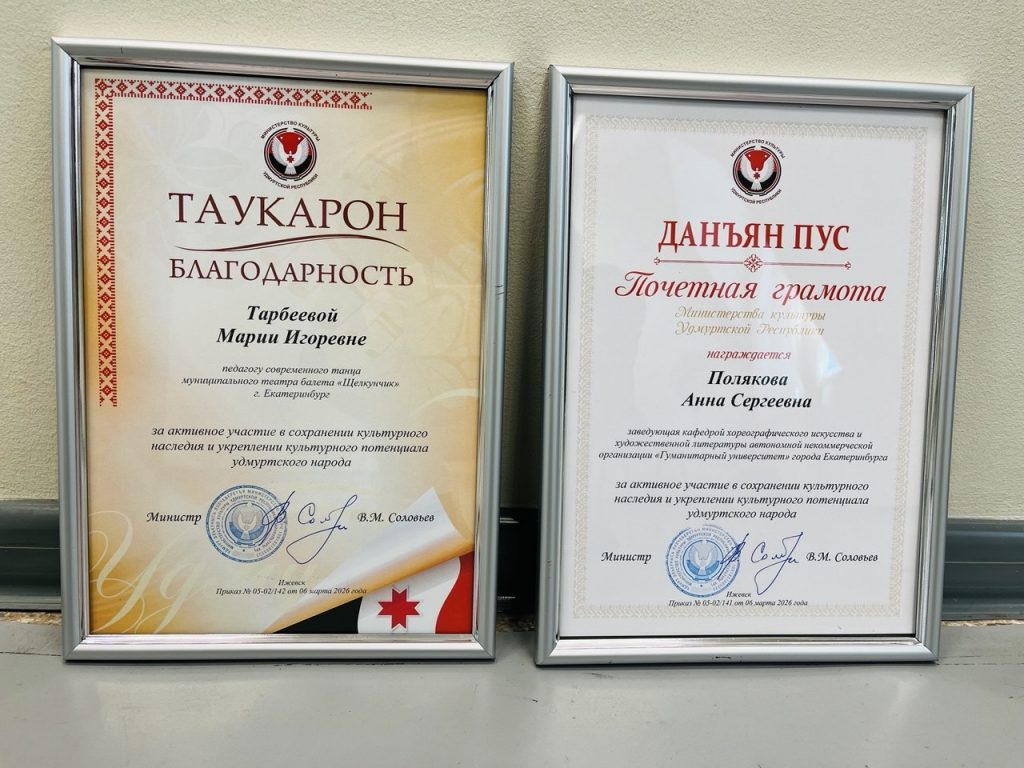 МИНИСТЕРСТВО КУЛЬТУРЫ
УДМУРТСКОЙ РЕСПУБЛИКИ
ТАУКАРОН
БЛАГОДАРНОСТЬ
Тарбеевой
Марии Игоревне
педагогу современного танца
муниципального театра балета «Щелкунчик»
г. Екатеринбург
за активное участие в сохранении культурного
наследия и укреплении культурного потенциала
удмуртского народа
Министр
В.М. Соловьев
Ижевск
Приказ № 05-02/142 от 06 марта 2026 года
МИНИСТЕРСТВО КУЛЬТУРЫ
УДМУРТСКОЙ РЕСПУБЛИКИ
ДАНЪЯН ПУС
Почетная грамота
Министерства культуры
Удмуртской Республики
награждается
Полякова
Анна Сергеевна
заведующая кафедрой хореографического искусства и
художественной литературы автономной некоммерческой
организации «Гуманитарный университет» города Екатеринбурга
за активное участие в сохранении культурного
наследия и укреплении культурного потенциала
удмуртского народа
Министр
В.М. Соловьев
Ижевск
Приказ № 05-02/141 от 06 марта 2026 года